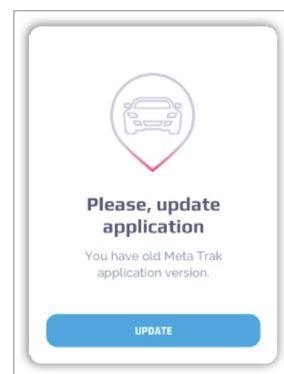 Please, update
application
You have old Meta Trak
application version.
UPDATE